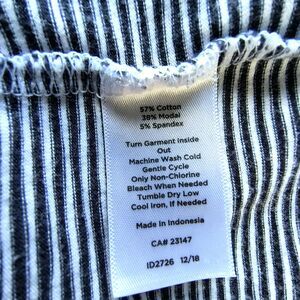 57% Cotton
38% Modal
5% Spandex
Turn Garment Inside
Out
Machine Wash Cold
Gentle Cycle
Only Non-Chlorine
Bleach When Needed
Tumble Dry Low
Cool Iron, If Needed
Made In Indonesia
CA# 23147
ID2726 12/18